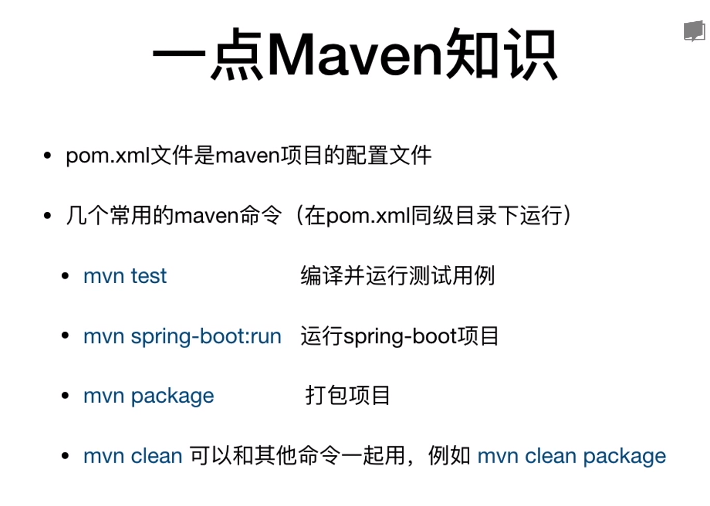 一点Maven知识
• pom.xml文件是maven项目的配置文件
• 几个常用的maven命令（在pom.xml同级目录下运行）
• mvn test 编译并运行测试用例
• mvn spring-boot:run 运行spring-boot项目
• mvn package 打包项目
• mvn clean 可以和其他命令一起用，例如 mvn clean package